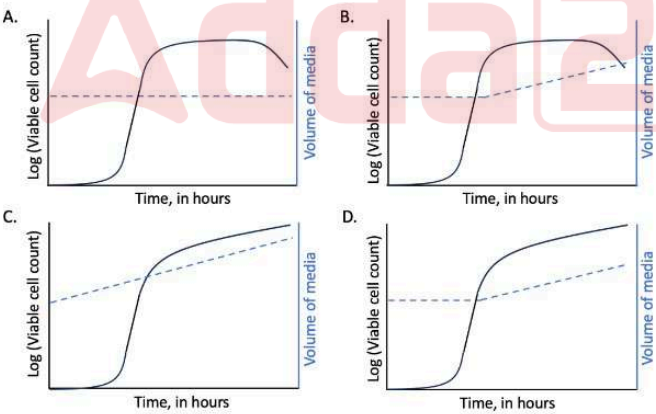 A.
Log (Viable cell count)
Volume of media
Time, in hours
B.
Log (Viable cell count)
Volume of media
Time, in hours
C.
Log (Viable cell count)
Volume of media
Time, in hours
D.
Log (Viable cell count)
Volume of media
Time, in hours
Adda2